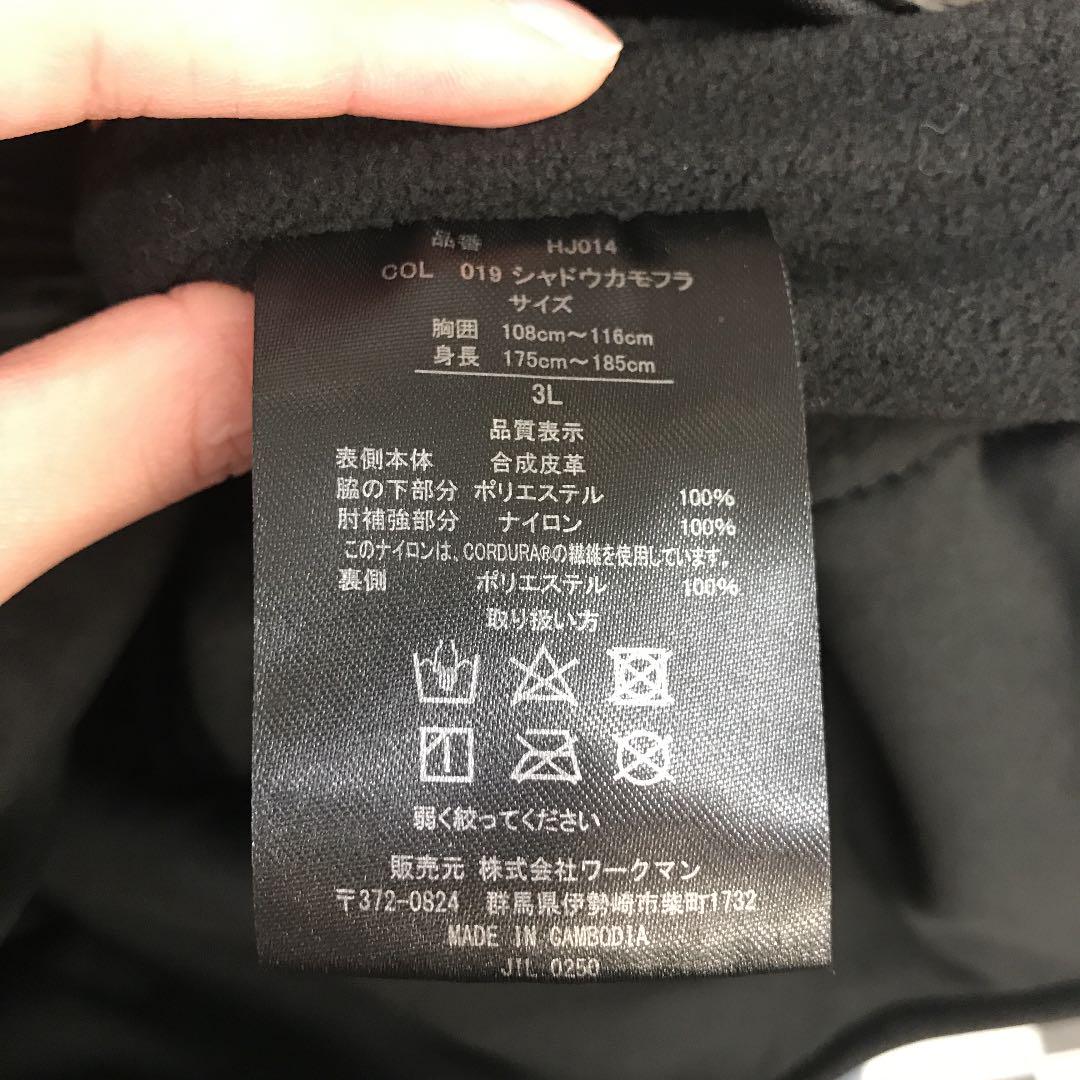 品番 HJ014
COL 019 シャドウカモフラ
サイズ
胸囲 108cm～116cm
身長 175cm～185cm
3L
品質表示
表側本体 合成皮革
脇の下部分 ポリエステル 100%
肘補強部分 ナイロン 100%
このナイロンは、CORDURA®の繊維を使用しています。
裏側 ポリエステル 100%
取り扱い方
弱く絞ってください
販売元 株式会社ワークマン
〒372-0824 群馬県伊勢崎市柴町1732
MADE IN CAMBODIA
JIL 0250